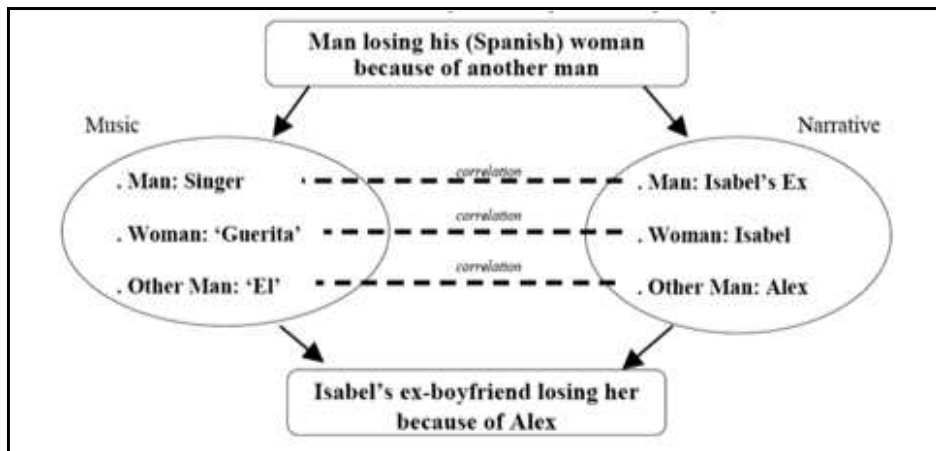 Man losing his (Spanish) woman
because of another man
Music
Narrative
. Man: Singer
correlation
. Man: Isabel's Ex
. Woman: 'Guerita'
correlation
. Woman: Isabel
. Other Man: 'El'
correlation
. Other Man: Alex
Isabel's ex-boyfriend losing her
because of Alex